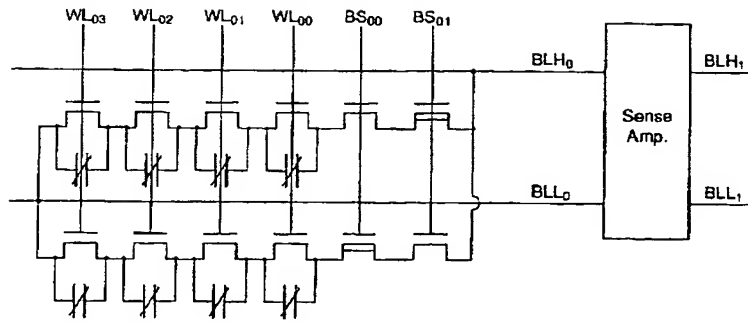 WL03 WL02 WL01 WL00 BS00 BS01
BLH0 BLH1
Sense
Amp.
BLL0 BLL1